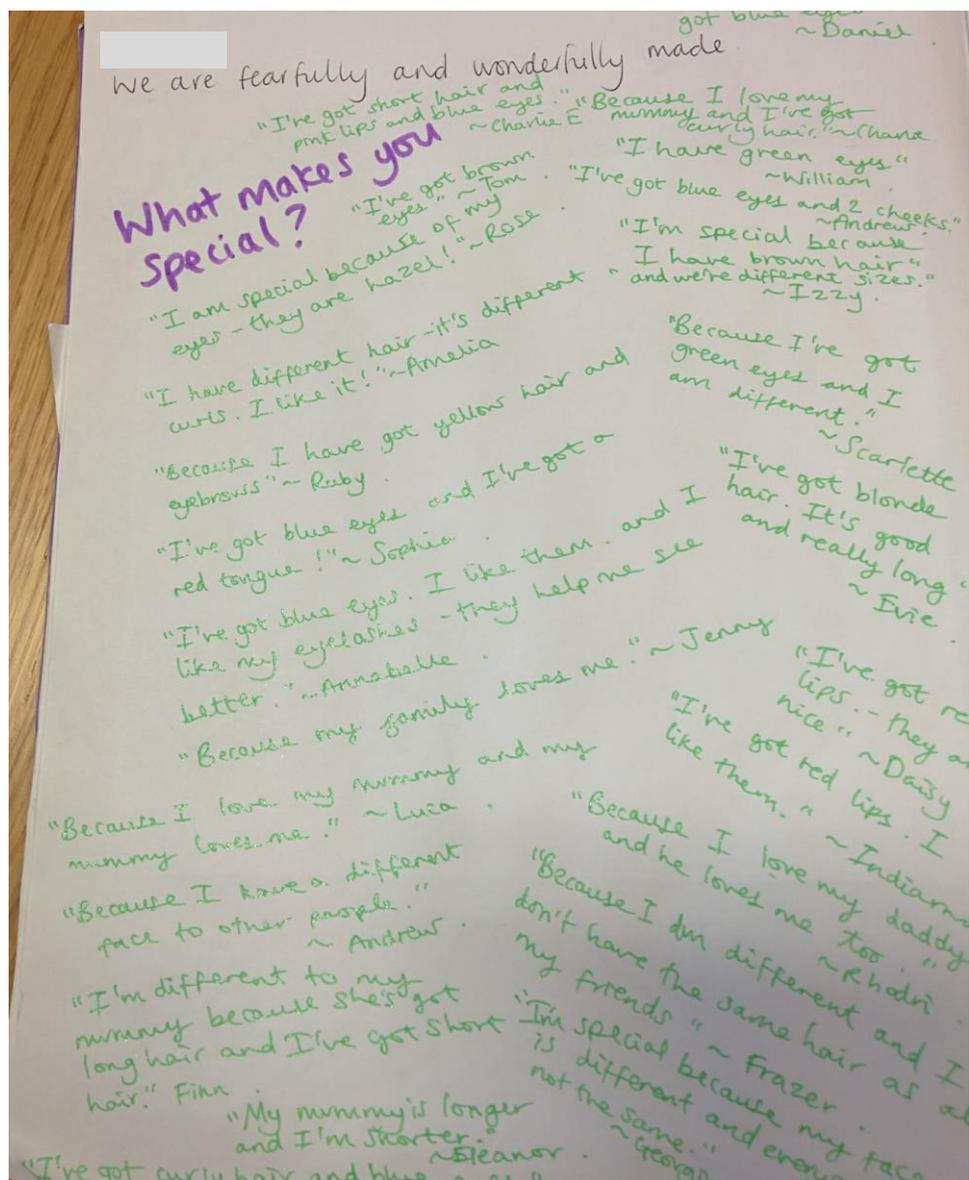 got blue eyes
~Daniel.
We are fearfully and wonderfully made
"I've got short hair and
pink lips and blue eyes."
~Charlie E
"Because I love my
mummy and I've got
curly hair."
"I have green eyes"
~William.
What makes you
special?
"I've got brown
eyes" ~Tom.
"I've got blue eyes and 2 cheeks."
~Andrew
"I'm special because
I have brown hair"
"and we're different sizes."
~Izzy.
"I am special because of my
eyes - they are hazel!" ~Rose
"I have different hair - it's different
curls. I like it!" ~Amelia
"Because I've got
green eyes and I
am different."
~Scarlette
"Because I have got yellow hair and
eyebrows" ~ Ruby.
"I've got blonde
hair. It's good
and really long"
~ Evie.
"I've got blue eyes and I've got a
red tongue!" ~ Sophia.
"I've got blue eyes. I like them and I
like my eyelashes - they help me see
better." ~Annabelle.
"Because my family loves me." ~Jenny
"I've got re
lips. - they a
nice" ~Daisy
"I've got red lips. I
like them." ~ Indiann
"Because I love my mummy and my
mummy loves me." ~ Luca.
"Because I love my daddy
and he loves me too."
~Rhodri.
"Because I have a different
face to other people."
~ Andrew.
"Because I am different and I
don't have the same hair as al
my friends" ~ Frazer.
"I'm different to my
mummy because she's got
long hair and I've got short
hair." Finn.
"I'm special because my face
is different and
not the same."
~Georg
"My mummy is longer
and I'm shorter."
~Eleanor.
"I've got curly hair and blue